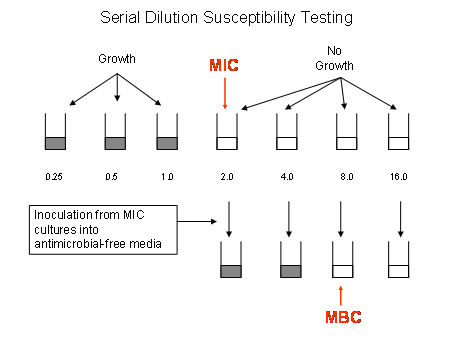 Serial Dilution Susceptibility Testing
Growth
MIC
No
Growth
0.25 0.5 1.0 2.0 4.0 8.0 16.0
Inoculation from MIC
cultures into
antimicrobial-free media
MBC